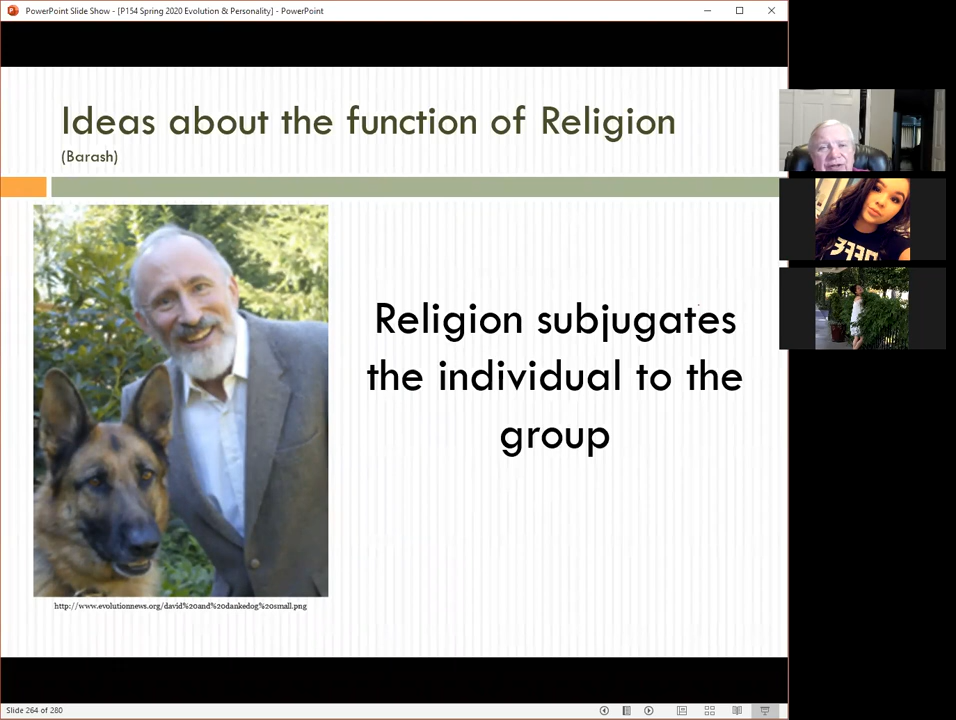 PowerPoint Slide Show - [P154 Spring 2020 Evolution & Personality] - PowerPoint
Ideas about the function of Religion
(Barash)
Religion subjugates
the individual to the
group
http://www.evolutionnews.org/david%20and%20dankedog%20small.png
Slide 264 of 280